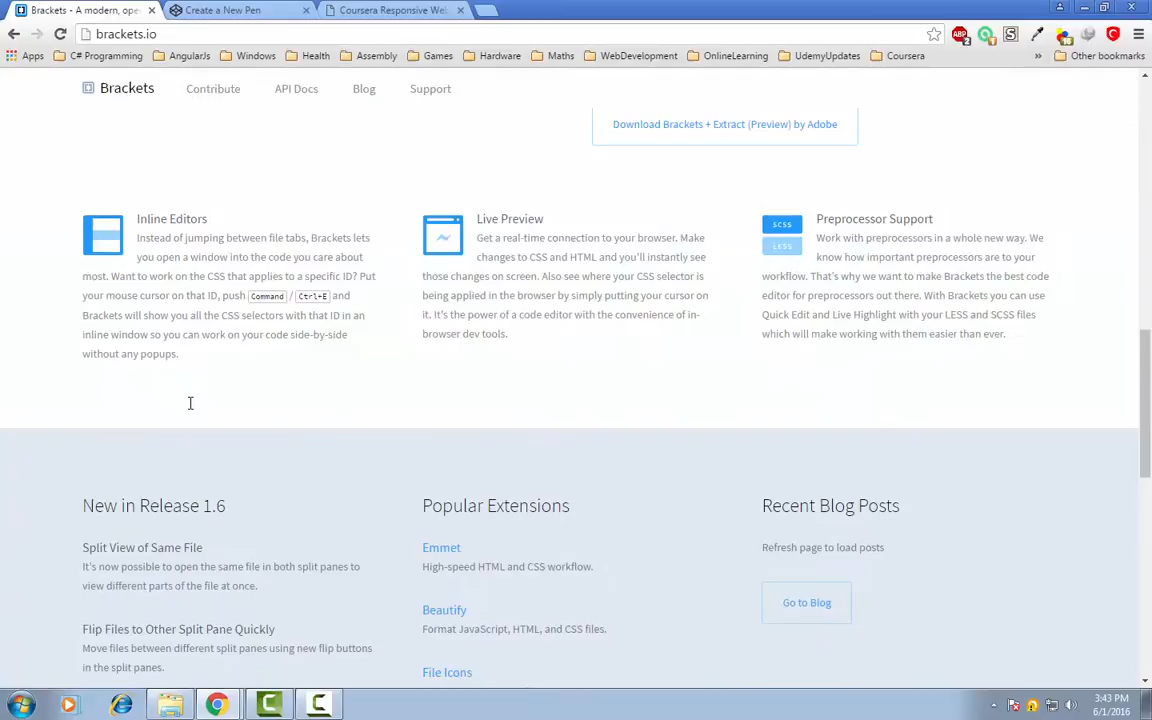 Brackets - A modern, ope
Create a New Pen
Coursera Responsive Web
brackets.io
Apps
C# Programming
AngularJs
Windows
Health
Assembly
Games
Hardware
Maths
WebDevelopment
OnlineLearning
UdemyUpdates
Coursera
»
Other bookmarks
Brackets
Contribute
API Docs
Blog
Support
Download Brackets + Extract (Preview) by Adobe
Inline Editors
Instead of jumping between file tabs, Brackets lets
you open a window into the code you care about
most. Want to work on the CSS that applies to a specific ID? Put
your mouse cursor on that ID, push Command / Ctrl+E and
Brackets will show you all the CSS selectors with that ID in an
inline window so you can work on your code side-by-side
without any popups.
Live Preview
Get a real-time connection to your browser. Make
changes to CSS and HTML and you'll instantly see
those changes on screen. Also see where your CSS selector is
being applied in the browser by simply putting your cursor on
it. It's the power of a code editor with the convenience of in-
browser dev tools.
SCSS
LESS
Preprocessor Support
Work with preprocessors in a whole new way. We
know how important preprocessors are to your
workflow. That's why we want to make Brackets the best code
editor for preprocessors out there. With Brackets you can use
Quick Edit and Live Highlight with your LESS and SCSS files
which will make working with them easier than ever.
New in Release 1.6
Split View of Same File
It's now possible to open the same file in both split panes to
view different parts of the file at once.
Flip Files to Other Split Pane Quickly
Move files between different split panes using new flip buttons
in the split panes.
Popular Extensions
Emmet
High-speed HTML and CSS workflow.
Beautify
Format JavaScript, HTML, and CSS files.
File Icons
Recent Blog Posts
Refresh page to load posts
Go to Blog
3:43 PM
6/1/2016